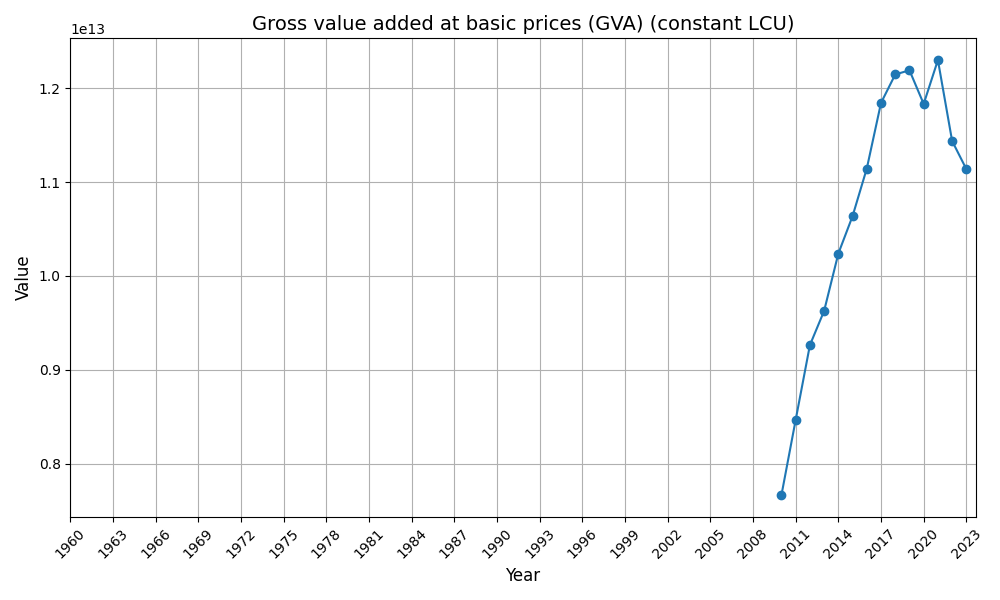 Gross value added at basic prices (GVA) (constant LCU)
1e13
1.2
1.1
1.0
0.9
0.8
Value
1960 1963 1966 1969 1972 1975 1978 1981 1984 1987 1990 1993 1996 1999 2002 2005 2008 2011 2014 2017 2020 2023
Year